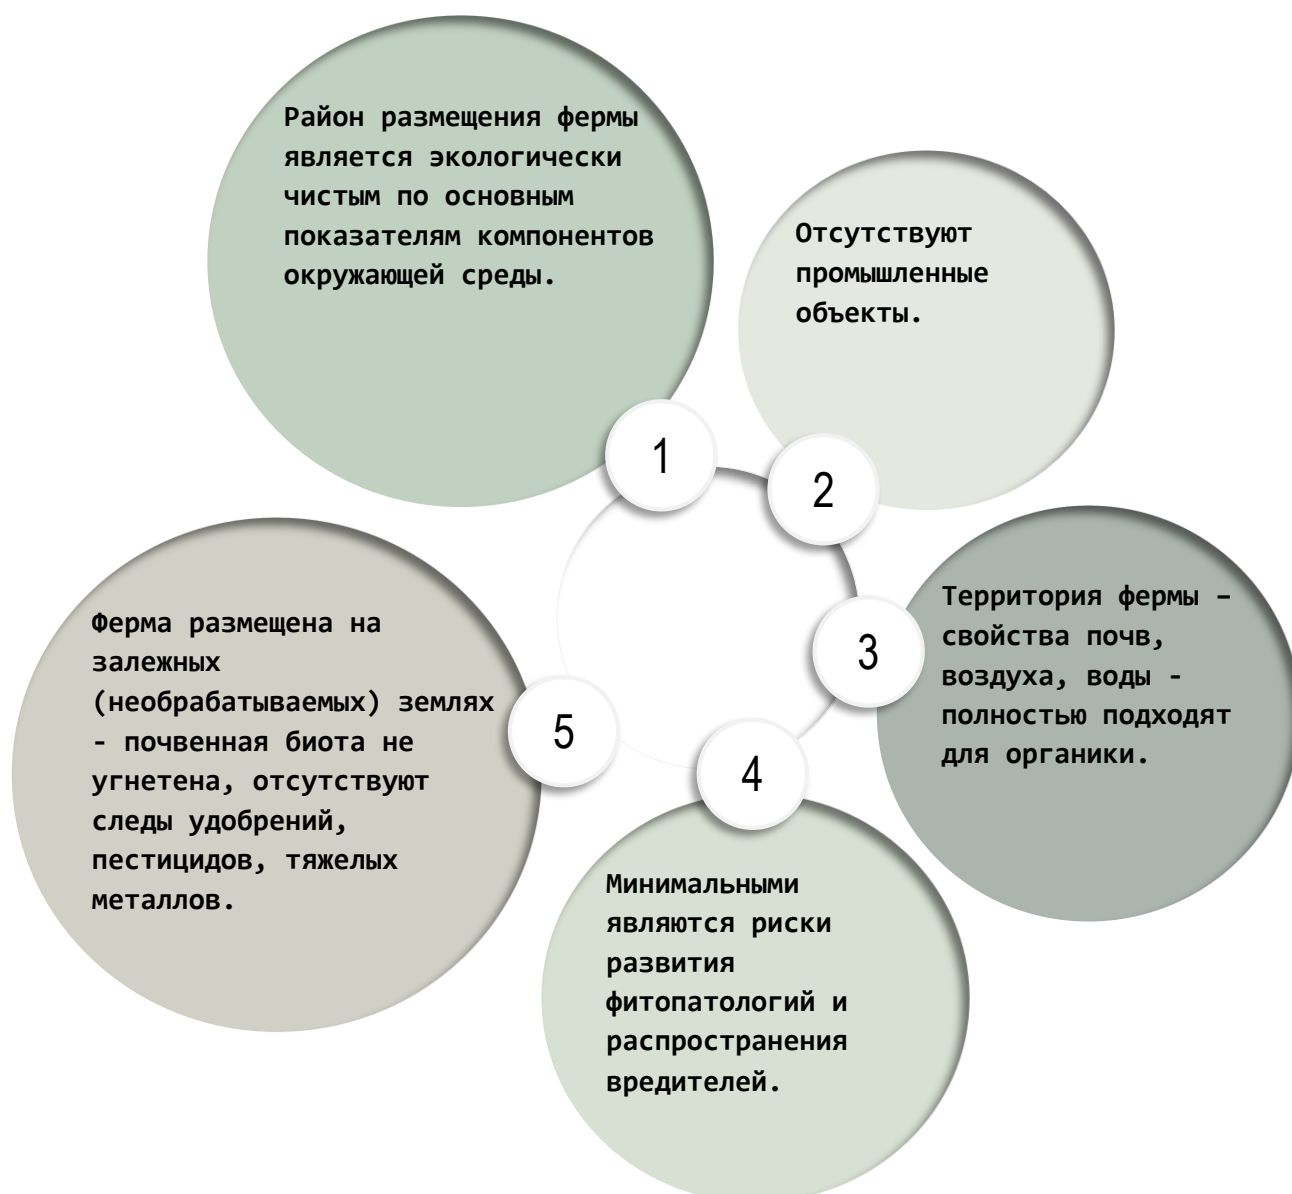 Район размещения фермы
является экологически
чистым по основным
показателям компонентов
окружающей среды.
1
Отсутствуют
промышленные
объекты.
2
Территория фермы –
свойства почв,
воздуха, воды -
полностью подходят
для органики.
3
Минимальными
являются риски
развития
фитопатологий и
распространения
вредителей.
4
Ферма размещена на
залежных
(необрабатываемых) землях
- почвенная биота не
угнетена, отсутствуют
следы удобрений,
пестицидов, тяжелых
металлов.
5